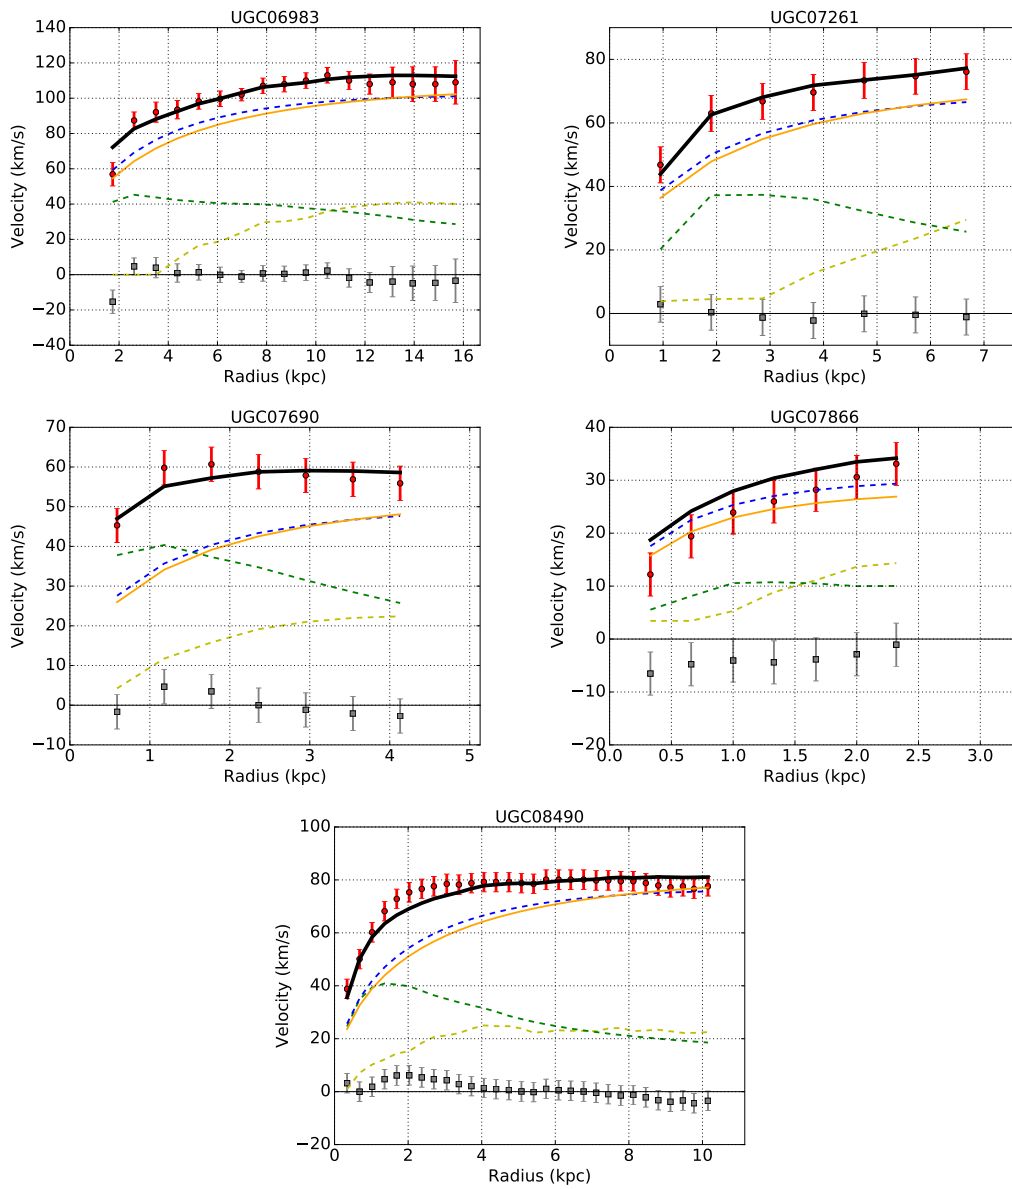 UGC06983
140
120
100
80
60
40
20
0
−20
−40
0 2 4 6 8 10 12 14 16
Velocity (km/s)
Radius (kpc)
UGC07261
80
60
40
20
0
0 1 2 3 4 5 6 7
Velocity (km/s)
Radius (kpc)
UGC07690
70
60
50
40
30
20
10
0
−10
0 1 2 3 4 5
Velocity (km/s)
Radius (kpc)
UGC07866
40
30
20
10
0
−10
−20
0.0 0.5 1.0 1.5 2.0 2.5 3.0
Velocity (km/s)
Radius (kpc)
UGC08490
100
80
60
40
20
0
−20
0 2 4 6 8 10
Velocity (km/s)
Radius (kpc)